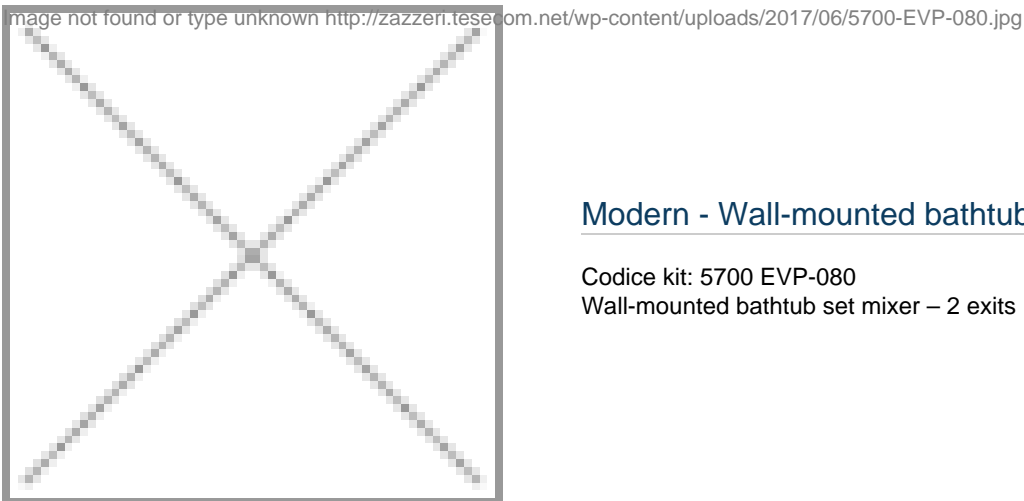 Image not found or type unknown http://zazzeri.tesecom.net/wp-content/uploads/2017/06/5700-EVP-080.jpg
Modern - Wall-mounted bathtub
Codice kit: 5700 EVP-080
Wall-mounted bathtub set mixer – 2 exits